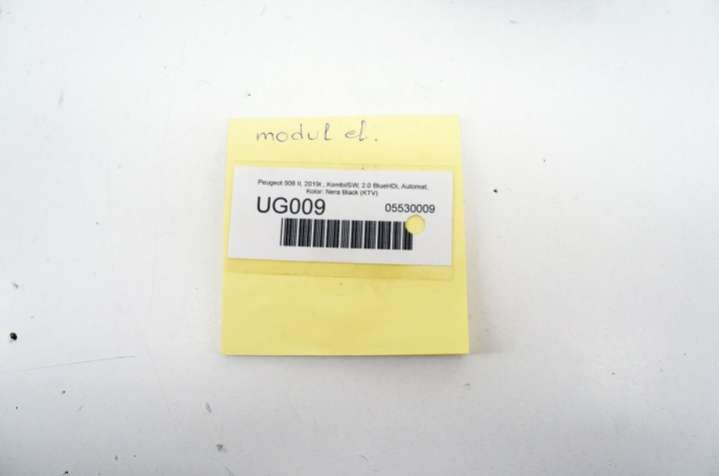 modul el.
Peugeot 508 II, 2019r., Kombi/SW, 2.0 BlueHDi, Automat,
Kolor: Nera Black (KTV)
UG009 05530009